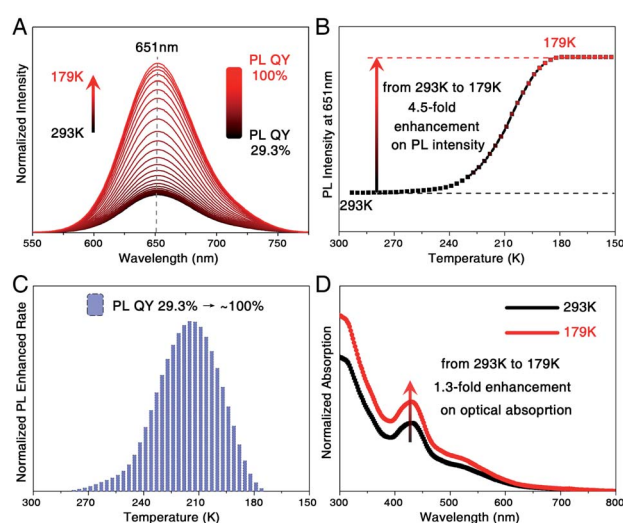 A
651nm
179K
293K
PL QY
100%
PL QY
29.3%
Normalized Intensity
550 600 650 700 750
Wavelength (nm)
B
179K
from 293K to 179K
4.5-fold
enhancement
on PL intensity
293K
PL Intensity at 651nm
300 270 240 210 180 150
Temperature (K)
C
PL QY 29.3% → ~100%
Normalized PL Enhanced Rate
300 270 240 210 180 150
Temperature (K)
D
293K
179K
from 293K to 179K
1.3-fold enhancement
on optical absoprtion
Normalized Absorption
300 400 500 600 700 800
Wavelength (nm)